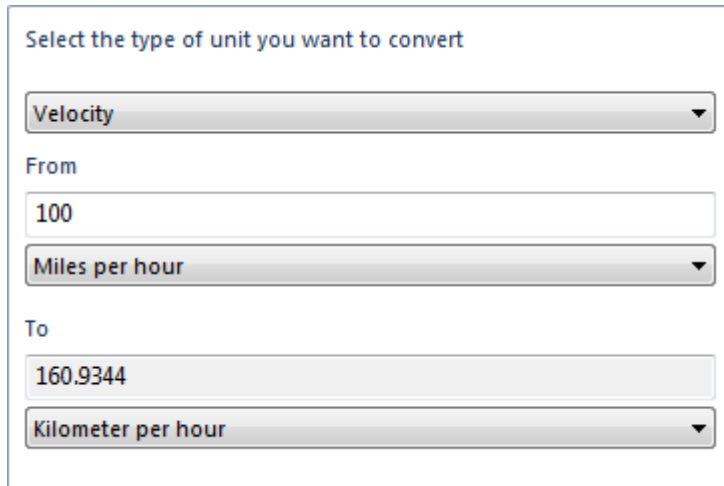 Select the type of unit you want to convert
Velocity
From
100
Miles per hour
To
160.9344
Kilometer per hour